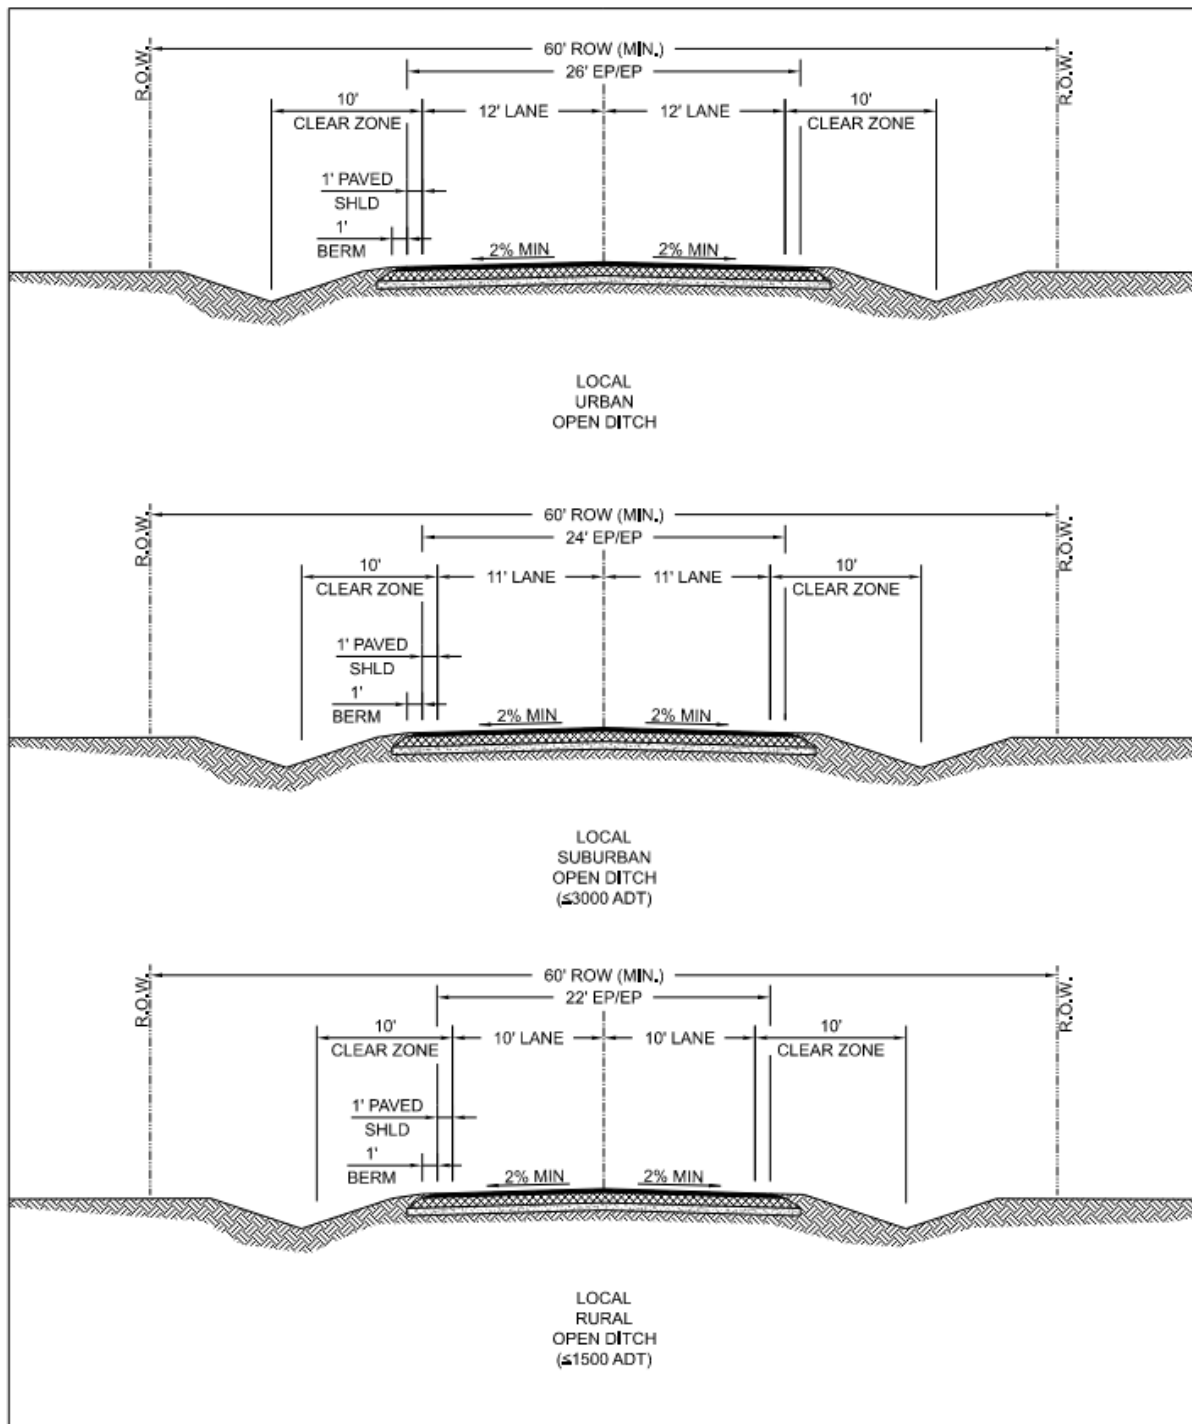 60' ROW (MIN.)
26' EP/EP
R.O.W.
R.O.W.
10'
CLEAR ZONE
12' LANE
12' LANE
10'
CLEAR ZONE
1' PAVED
SHLD
1'
BERM
2% MIN
2% MIN
LOCAL
URBAN
OPEN DITCH
60' ROW (MIN.)
24' EP/EP
R.O.W.
R.O.W.
10'
CLEAR ZONE
11' LANE
11' LANE
10'
CLEAR ZONE
1' PAVED
SHLD
1'
BERM
2% MIN
2% MIN
LOCAL
SUBURBAN
OPEN DITCH
(≤3000 ADT)
60' ROW (MIN.)
22' EP/EP
R.O.W.
R.O.W.
10'
CLEAR ZONE
10' LANE
10' LANE
10'
CLEAR ZONE
1' PAVED
SHLD
1'
BERM
2% MIN
2% MIN
LOCAL
RURAL
OPEN DITCH
(≤1500 ADT)